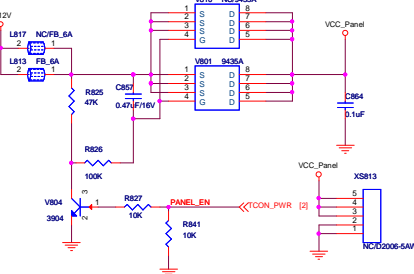 12V
L817 NC/FB_6A
2 1
L813 FB_6A
2 1
1 S D 8
2 S D 7
3 S D 6
4 G D 5
V801 9435A
1 S D 8
2 S D 7
3 S D 6
4 G D 5
VCC_Panel
R825
47K
C857
0.47uF/16V
C864
0.1uF
R826
100K
V804
3904
3
1
2
R827
10K
PANEL_EN
TCON_PWR [2]
R841
10K
VCC_Panel
XS813
5
4
3
2
1
NC/D2006-5AW